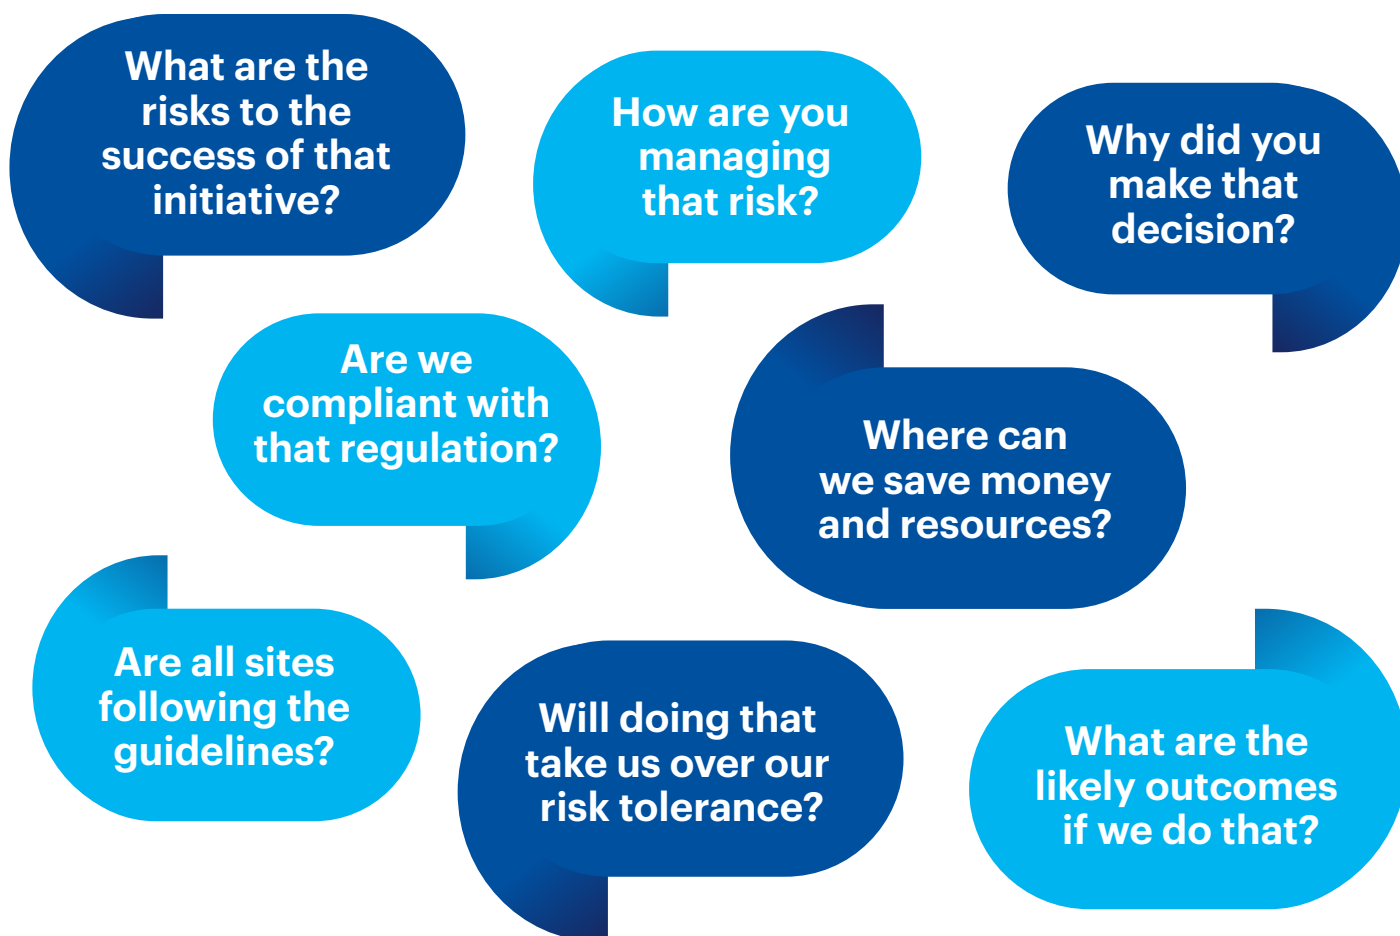 What are the
risks to the
success of that
initiative?
How are you
managing
that risk?
Why did you
make that
decision?
Are we
compliant with
that regulation?
Where can
we save money
and resources?
Are all sites
following the
guidelines?
Will doing that
take us over our
risk tolerance?
What are the
likely outcomes
if we do that?